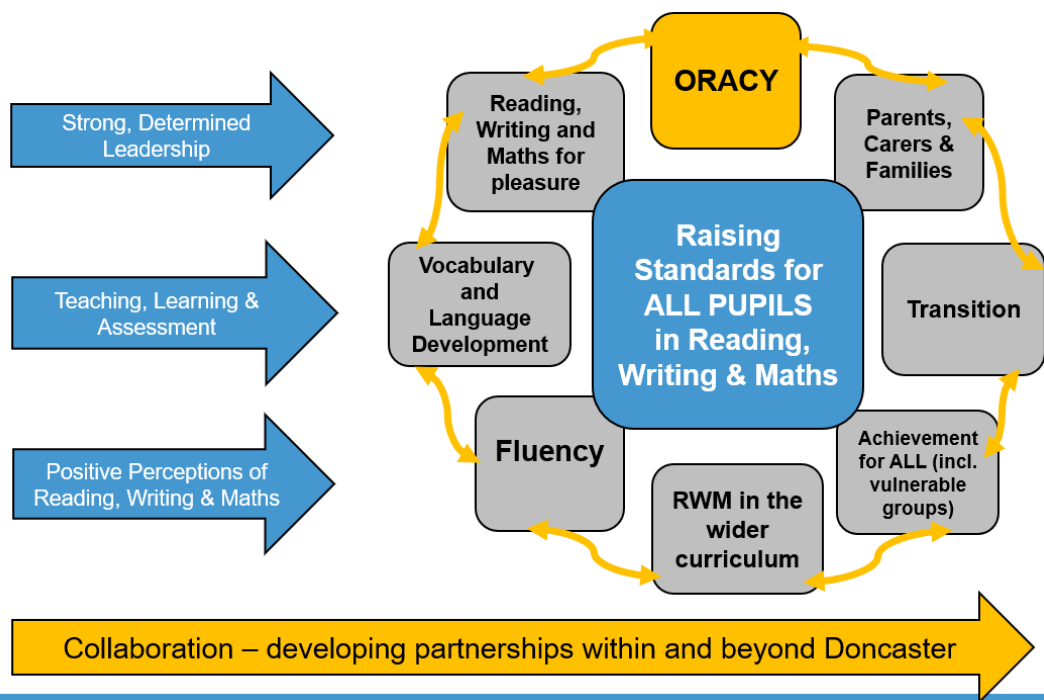 Strong, Determined
Leadership
Teaching, Learning &
Assessment
Positive Perceptions of
Reading, Writing & Maths
ORACY
Parents,
Carers &
Families
Transition
Achievement
for ALL (incl.
vulnerable
groups)
RWM in the
wider
curriculum
Fluency
Vocabulary
and
Language
Development
Reading,
Writing and
Maths for
pleasure
Raising
Standards for
ALL PUPILS
in Reading,
Writing & Maths
Collaboration – developing partnerships within and beyond Doncaster